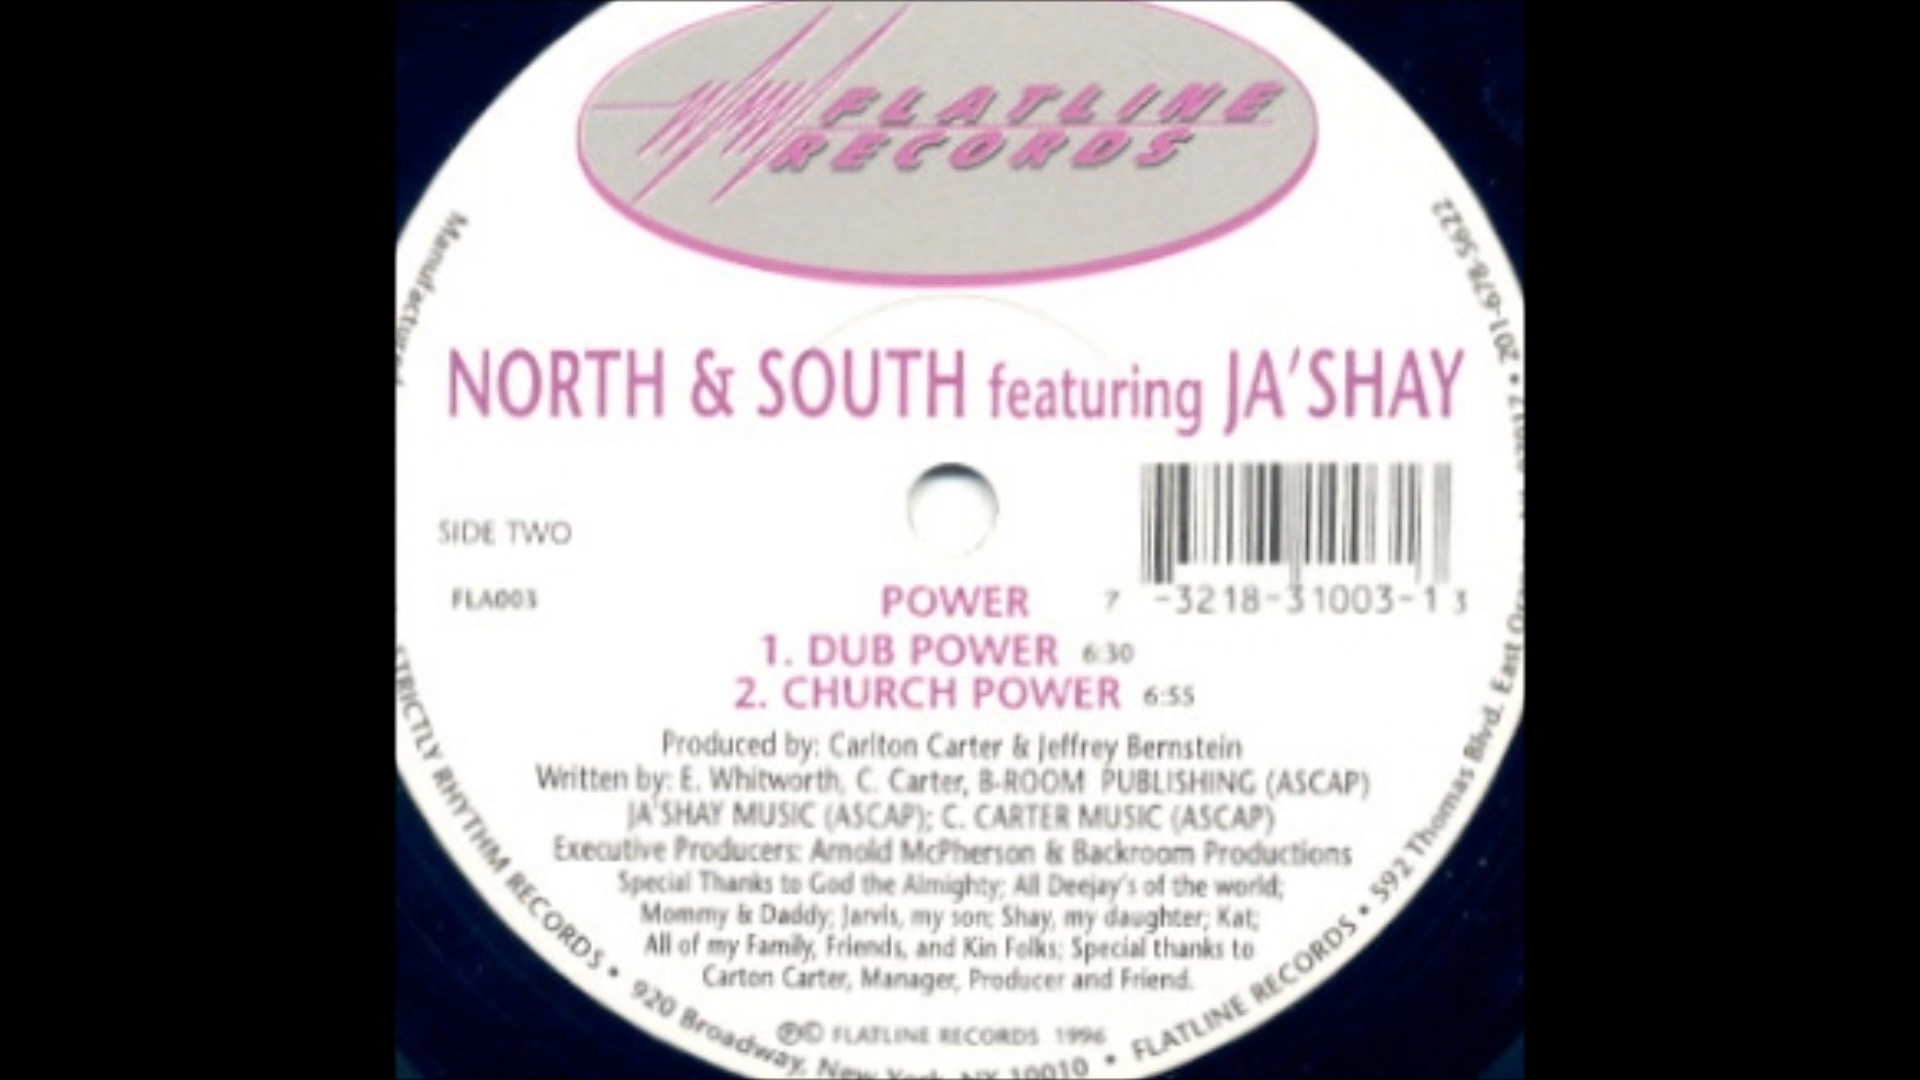 FLATLINE
RECORDS
NORTH & SOUTH featuring JA'SHAY
SIDE TWO
FLA003
7 -3218-31003-1 3
POWER
1. DUB POWER 6:30
2. CHURCH POWER 6:55
Produced by: Carlton Carter & Jeffrey Bernstein
Written by: E. Whitworth, C. Carter, B-ROOM PUBLISHING (ASCAP)
JA'SHAY MUSIC (ASCAP); C. CARTER MUSIC (ASCAP)
Executive Producers: Arnold McPherson & Backroom Productions
Special Thanks to God the Almighty; All Deejay's of the world;
Mommy & Daddy; Jarvis, my son; Shay, my daughter; Kat;
All of my Family, Friends, and Kin Folks; Special thanks to
Carton Carter, Manager, Producer and Friend.
℗© FLATLINE RECORDS 1996
Manufactured
STRICTLY RHYTHM RECORDS • 920 Broadway, New York, NY 10010 • FLATLINE RECORDS • 592 Thomas Blvd. East • 201-678-5622